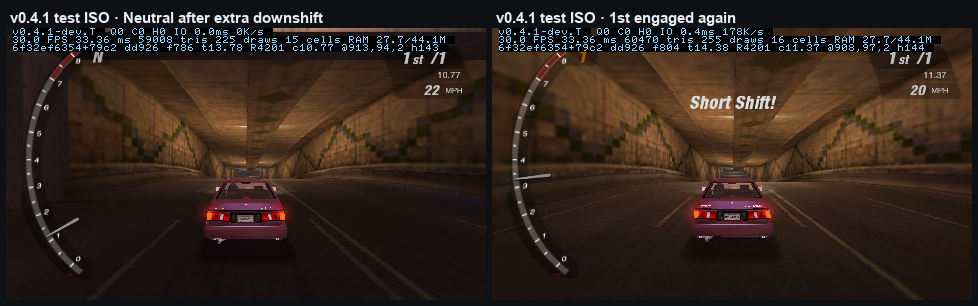 v0.4.1 test ISO · Neutral after extra downshift
v0.4.1-dev.T Q0 C0 H0 IO 0.0ms 0K/s
30.0 FPS 33.36 ms 59008 tris 225 draws 15 cells RAM 27.7/44.1M
6f32ef6354+79c2 dd926 f786 t13.78 R4201 c10.77 @913,94,2 h143
N
1st /1
10.77
22 MPH
8
7
6
5
4
3
2
1
0
v0.4.1 test ISO · 1st engaged again
v0.4.1-dev.T Q0 C0 H0 IO 0.4ms 178K/s
30.0 FPS 33.36 ms 60470 tris 255 draws 16 cells RAM 27.7/44.1M
6f32ef6354+79c2 dd926 f804 t14.38 R4201 c11.37 @908,97,2 h144
1
1st /1
11.37
20 MPH
Short Shift!
8
7
6
5
4
3
2
1
0